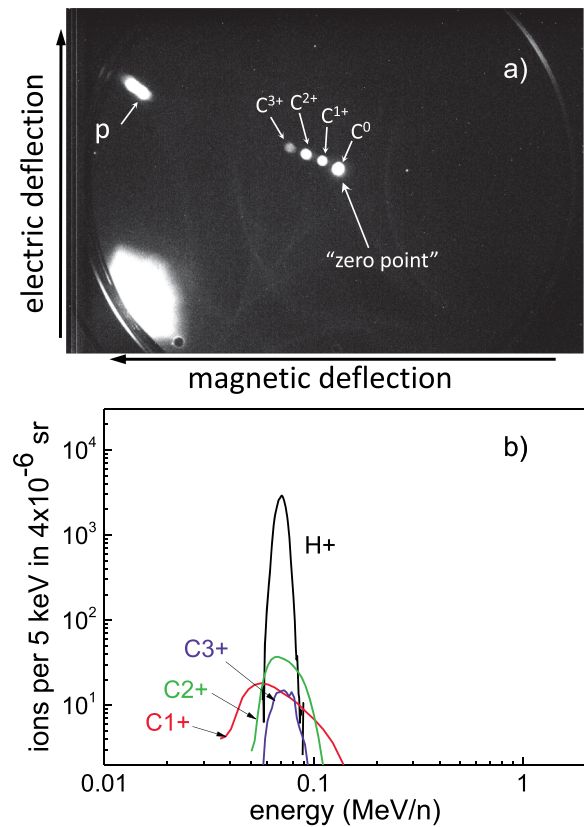 a)
electric deflection
p
C³⁺ C²⁺
C¹⁺
C⁰
“zero point”
magnetic deflection
b)
ions per 5 keV in 4x10⁻⁶ sr
10⁴
10³
10²
10¹
H+
C3+
C2+
C1+
0.01 0.1 1
energy (MeV/n)